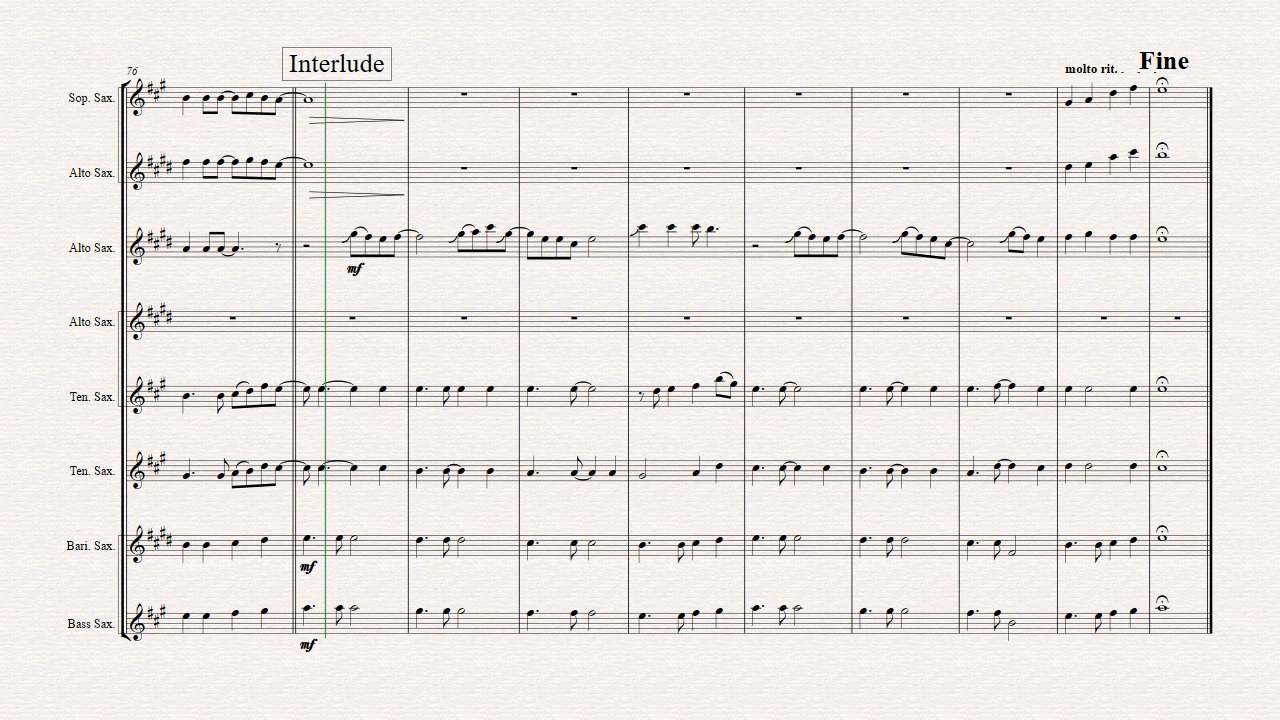 Interlude
molto rit.
Fine
76
Sop. Sax.
Alto Sax.
Alto Sax.
mf
Alto Sax.
Ten. Sax.
Ten. Sax.
Bari. Sax.
mf
Bass Sax.
mf